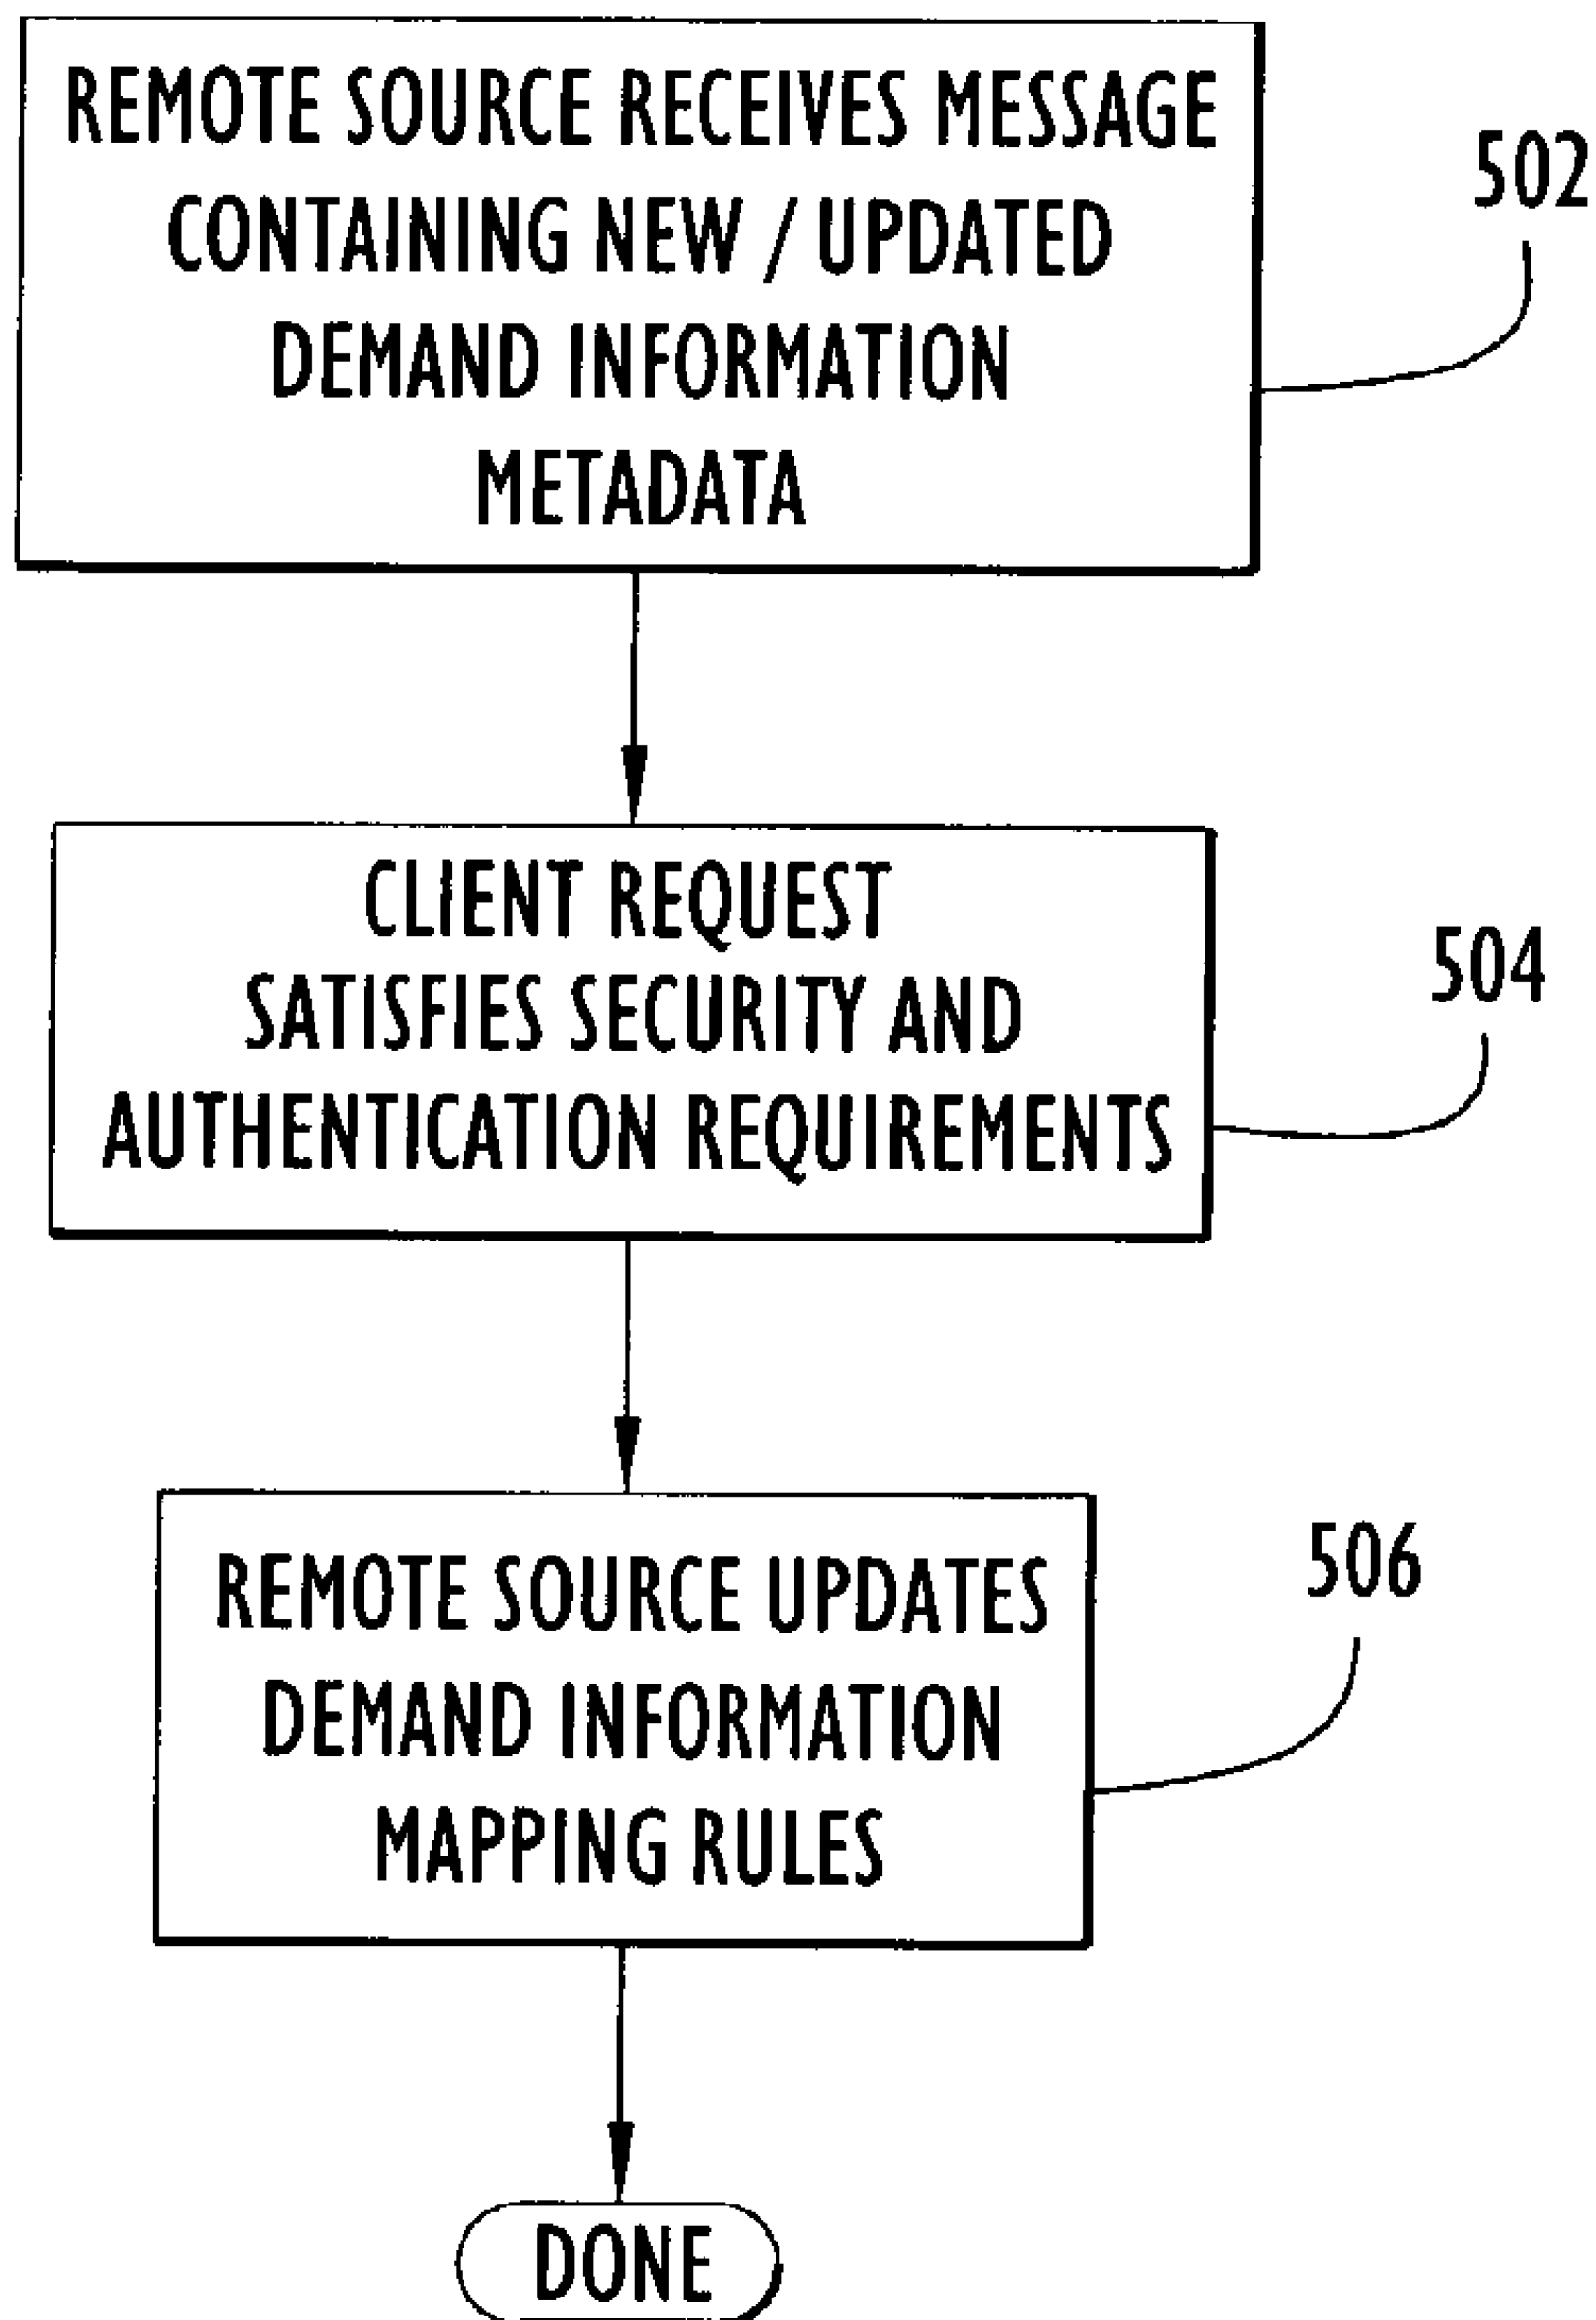 REMOTE SOURCE RECEIVES MESSAGE
CONTAINING NEW / UPDATED
DEMAND INFORMATION
METADATA
502
CLIENT REQUEST
SATISFIES SECURITY AND
AUTHENTICATION REQUIREMENTS
504
REMOTE SOURCE UPDATES
DEMAND INFORMATION
MAPPING RULES
506
DONE